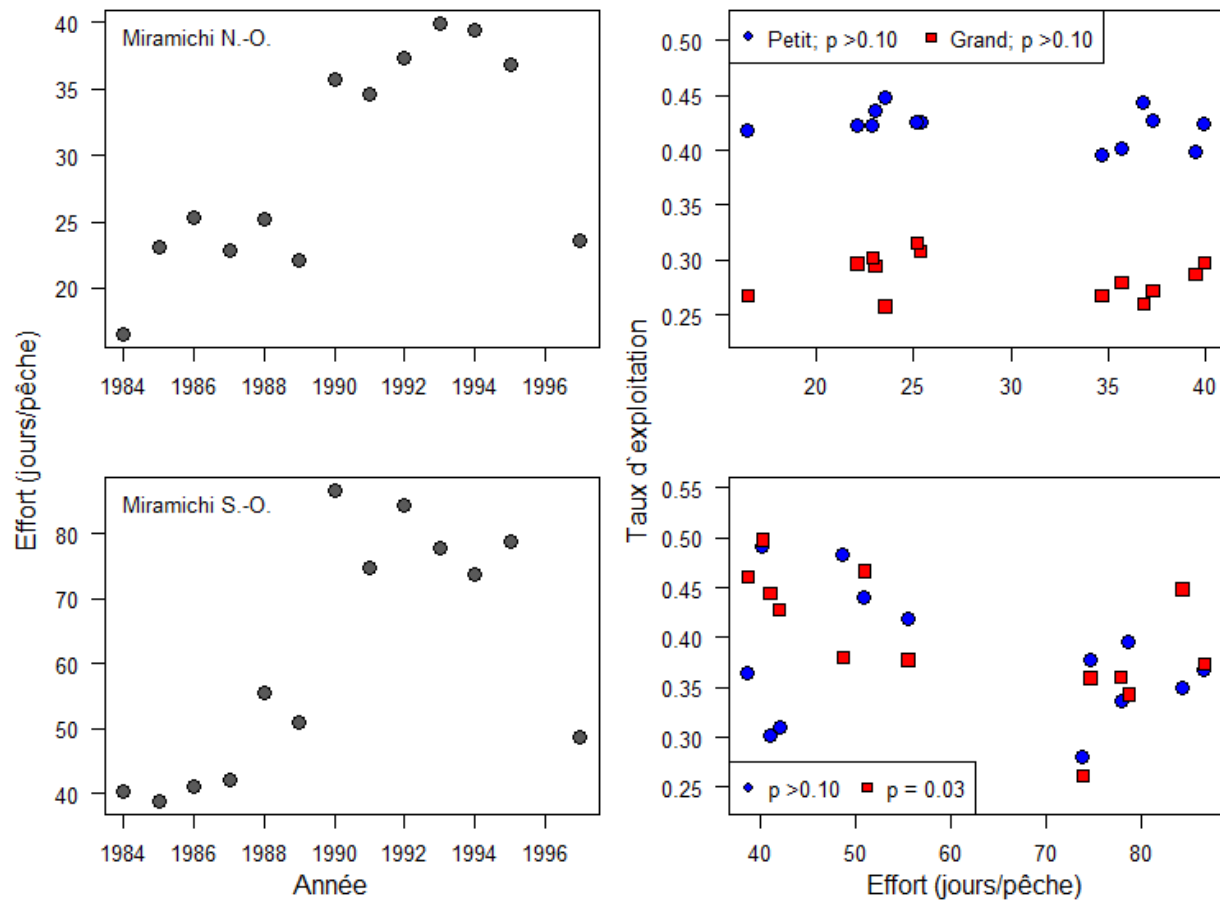 Effort (jours/pêche)
Miramichi N.-O.
40
35
30
25
20
1984 1986 1988 1990 1992 1994 1996
Petit; p >0.10 Grand; p >0.10
0.50
0.45
0.40
0.35
0.30
0.25
20 25 30 35 40
Taux d`exploitation
Miramichi S.-O.
80
70
60
50
40
1984 1986 1988 1990 1992 1994 1996
Année
0.55
0.50
0.45
0.40
0.35
0.30
0.25
p >0.10 p = 0.03
40 50 60 70 80
Effort (jours/pêche)